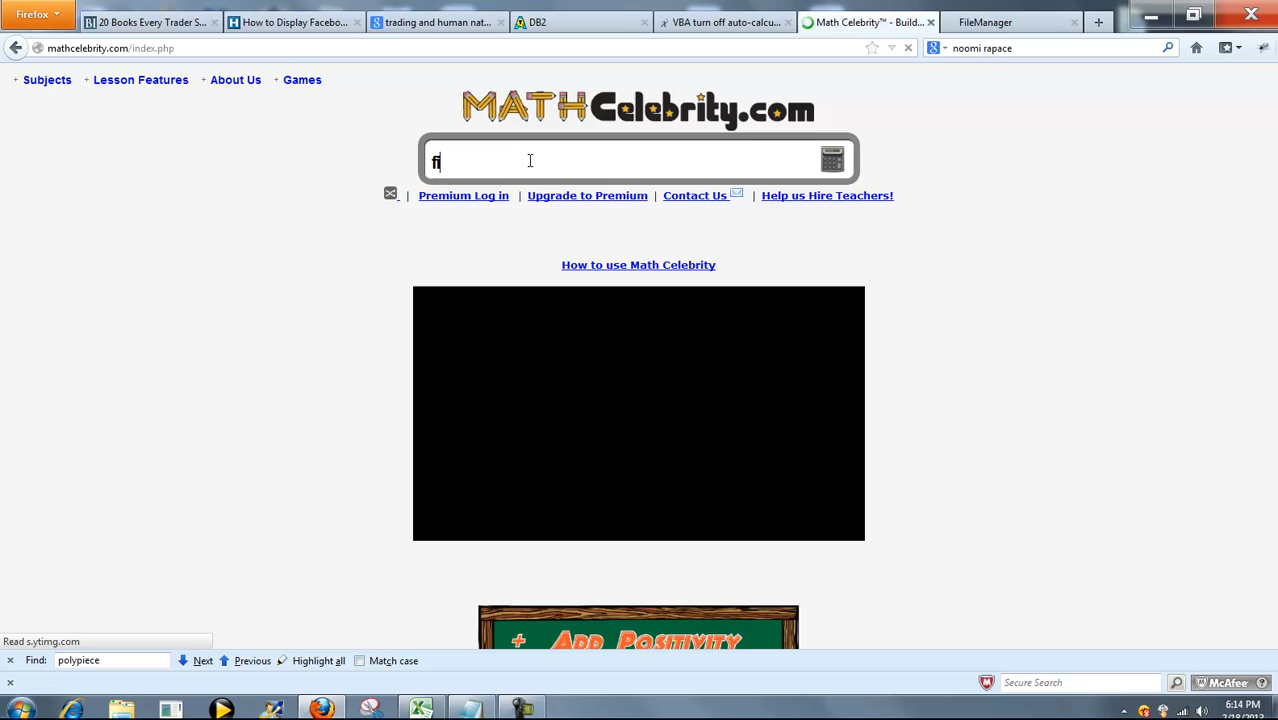 Firefox
20 Books Every Trader S...
How to Display Facebo...
trading and human nat...
DB2
VBA turn off auto-calcu...
Math Celebrity™ - Build...
FileManager
mathcelebrity.com/index.php
noomi rapace
+ Subjects + Lesson Features + About Us + Games
MATHCelebrity.com
fi
| Premium Log in | Upgrade to Premium | Contact Us | Help us Hire Teachers!
How to use Math Celebrity
+ ADD POSITIVITY
Read s.ytimg.com
× Find: polypiece Next Previous Highlight all Match case
× Secure Search McAfee
6:14 PM
2/18/2013